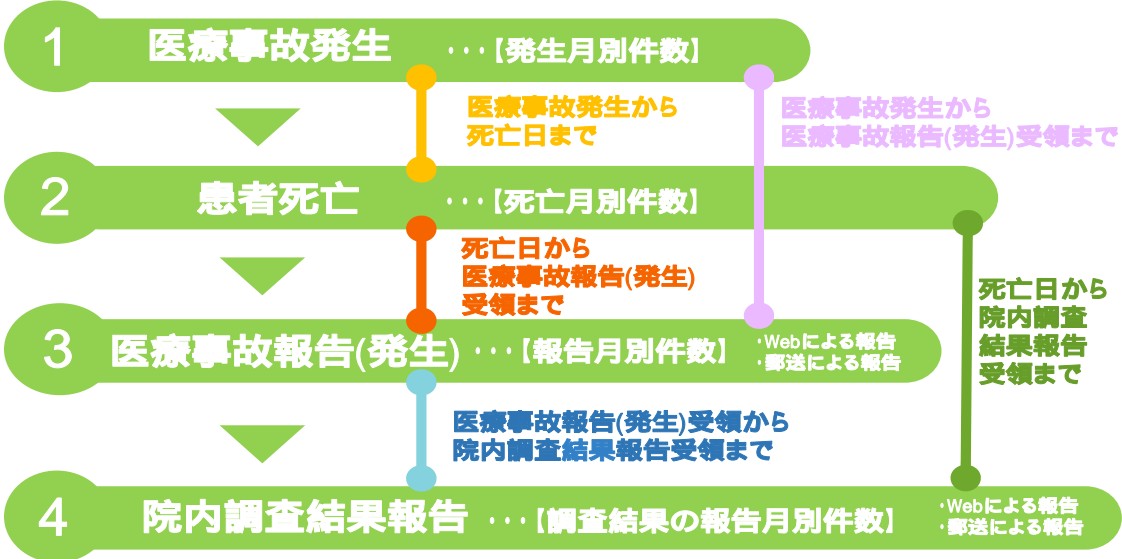 1 医療事故発生 ･･･【発生月別件数】
医療事故発生から
死亡日まで
医療事故発生から
医療事故報告(発生)受領まで
2 患者死亡 ･･･【死亡月別件数】
死亡日から
医療事故報告(発生)
受領まで
死亡日から
院内調査
結果報告
受領まで
3 医療事故報告(発生) ･･･【報告月別件数】
･Webによる報告
･郵送による報告
医療事故報告(発生)受領から
院内調査結果報告受領まで
4 院内調査結果報告 ･･･【調査結果の報告月別件数】
･Webによる報告
･郵送による報告